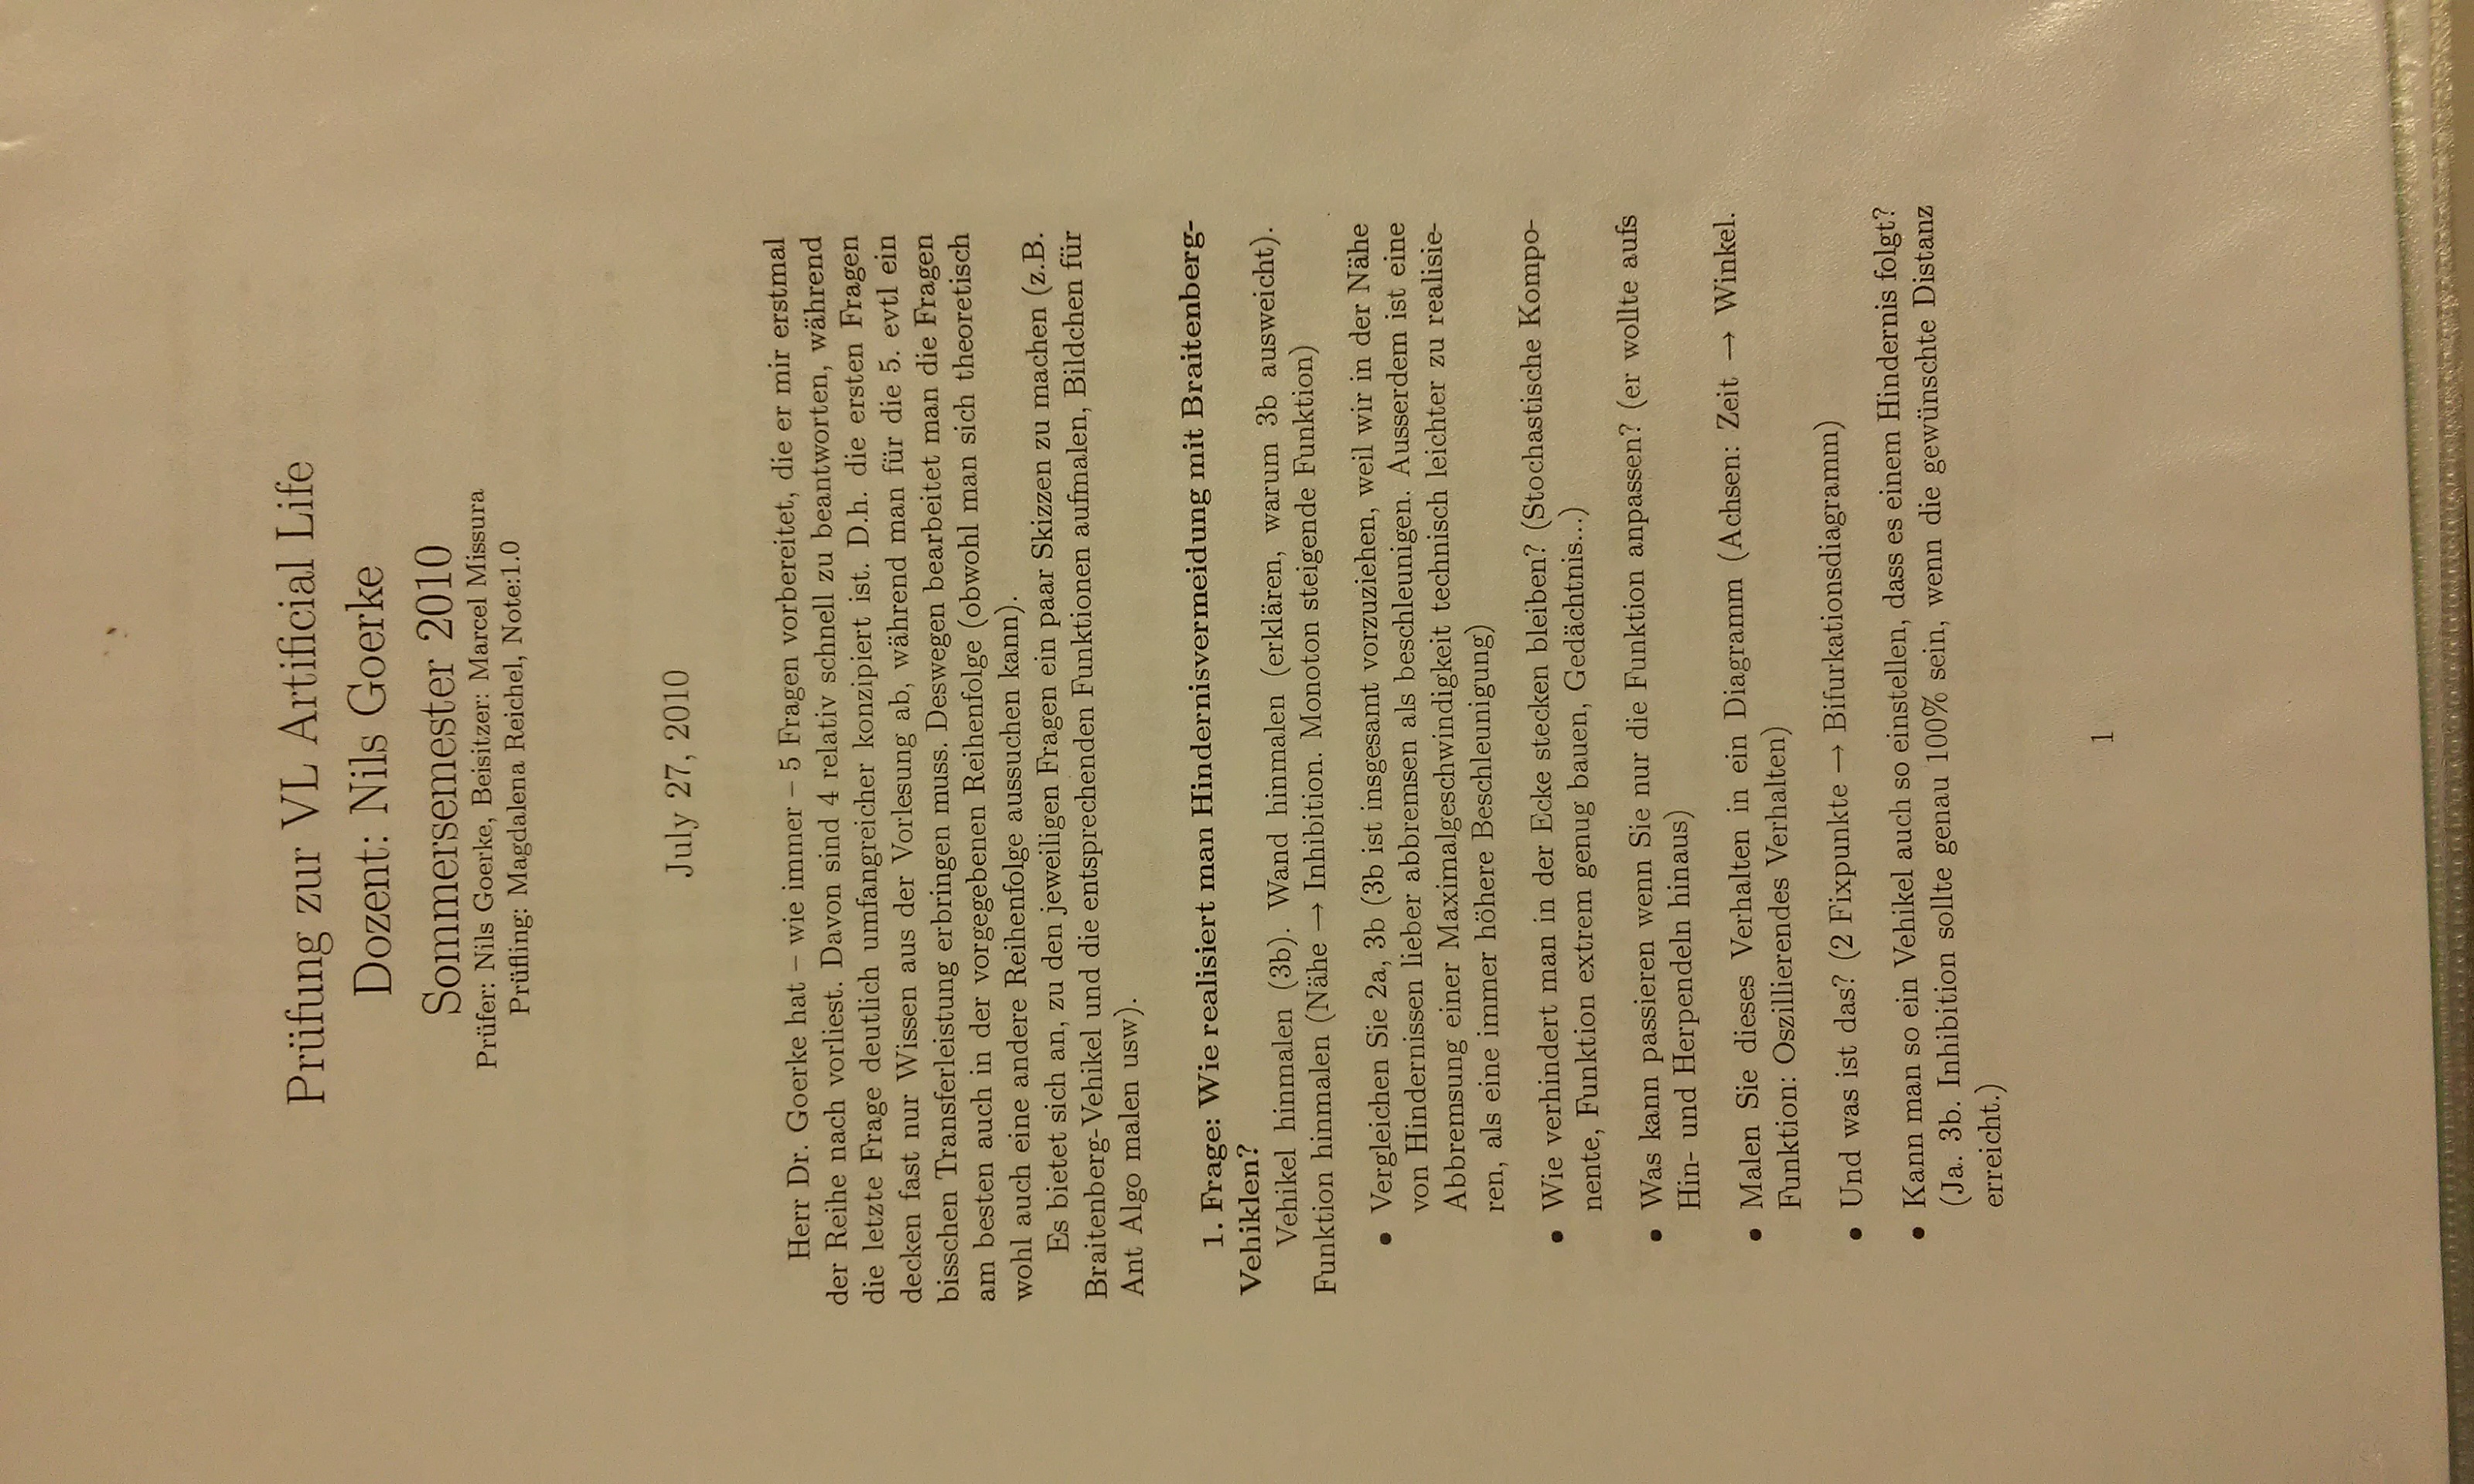 Prüfung zur VL Artificial Life
Dozent: Nils Goerke
Sommersemester 2010
Prüfer: Nils Goerke, Beisitzer: Marcel Missura
Prüfling: Magdalena Reichel, Note:1.0
July 27, 2010
Herr Dr. Goerke hat – wie immer – 5 Fragen vorbereitet, die er mir erstmal
der Reihe nach vorliest. Davon sind 4 relativ schnell zu beantworten, während
die letzte Frage deutlich umfangreicher konzipiert ist. D.h. die ersten Fragen
decken fast nur Wissen aus der Vorlesung ab, während man für die 5. evtl ein
bisschen Transferleistung erbringen muss. Deswegen bearbeitet man die Fragen
am besten auch in der vorgegebenen Reihenfolge (obwohl man sich theoretisch
wohl auch eine andere Reihenfolge aussuchen kann).
Es bietet sich an, zu den jeweiligen Fragen ein paar Skizzen zu machen (z.B.
Braitenberg-Vehikel und die entsprechenden Funktionen aufmalen, Bildchen für
Ant Algo malen usw).
1. Frage: Wie realisiert man Hindernisvermeidung mit Braitenberg-
Vehiklen?
Vehikel hinmalen (3b). Wand hinmalen (erklären, warum 3b ausweicht).
Funktion hinmalen (Nähe → Inhibition. Monoton steigende Funktion)
• Vergleichen Sie 2a, 3b (3b ist insgesamt vorzuziehen, weil wir in der Nähe
von Hindernissen lieber abbremsen als beschleunigen. Ausserdem ist eine
Abbremsung einer Maximalgeschwindigkeit technisch leichter zu realisie-
ren, als eine immer höhere Beschleunigung)
• Wie verhindert man in der Ecke stecken bleiben? (Stochastische Kompo-
nente, Funktion extrem genug bauen, Gedächtnis...)
• Was kann passieren wenn Sie nur die Funktion anpassen? (er wollte aufs
Hin- und Herpendeln hinaus)
• Malen Sie dieses Verhalten in ein Diagramm (Achsen: Zeit → Winkel.
Funktion: Oszillierendes Verhalten)
• Und was ist das? (2 Fixpunkte → Bifurkationsdiagramm)
• Kann man so ein Vehikel auch so einstellen, dass es einem Hindernis folgt?
(Ja. 3b. Inhibition sollte genau 100% sein, wenn die gewünschte Distanz
erreicht.)
1